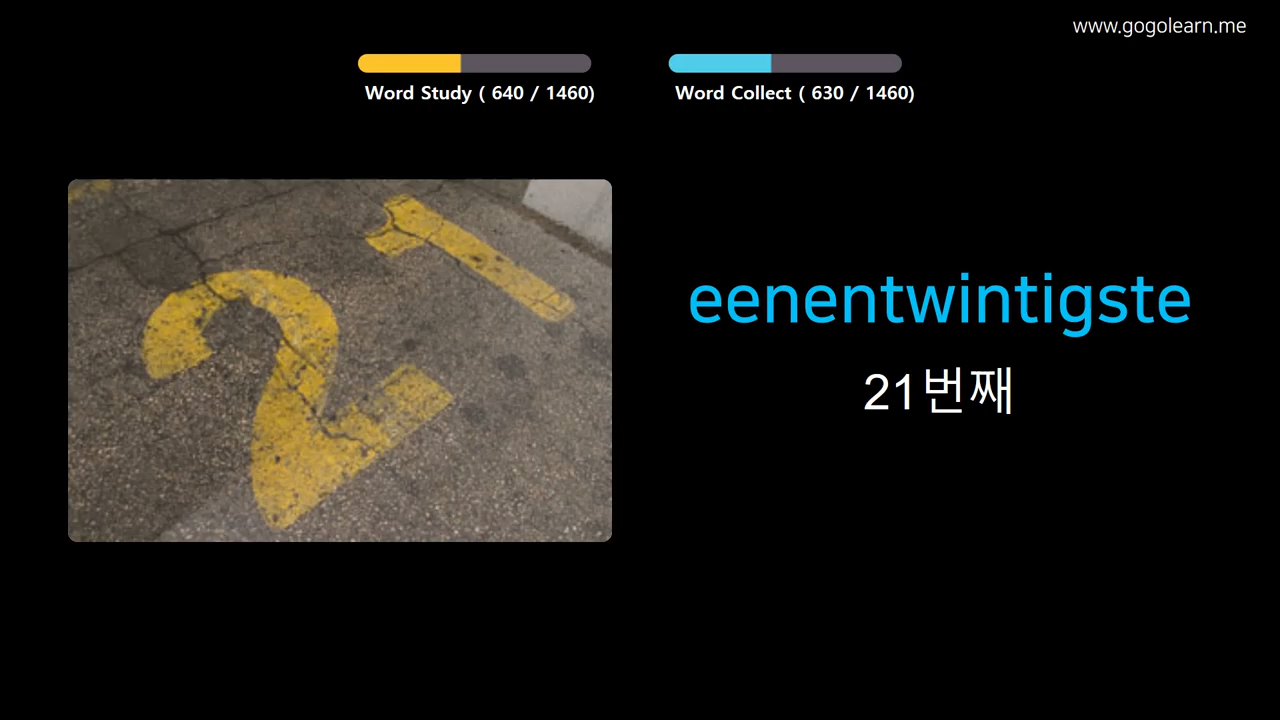 www.gogolearn.me
Word Study ( 640 / 1460)
Word Collect ( 630 / 1460)
21
eenentwintigste
21번째